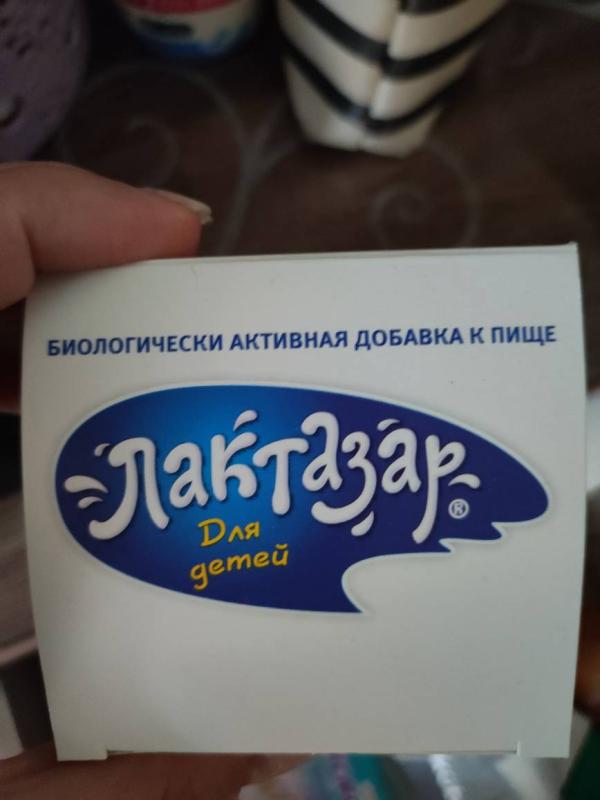 БИОЛОГИЧЕСКИ АКТИВНАЯ ДОБАВКА К ПИЩЕ
Лактазар®
Для
детей